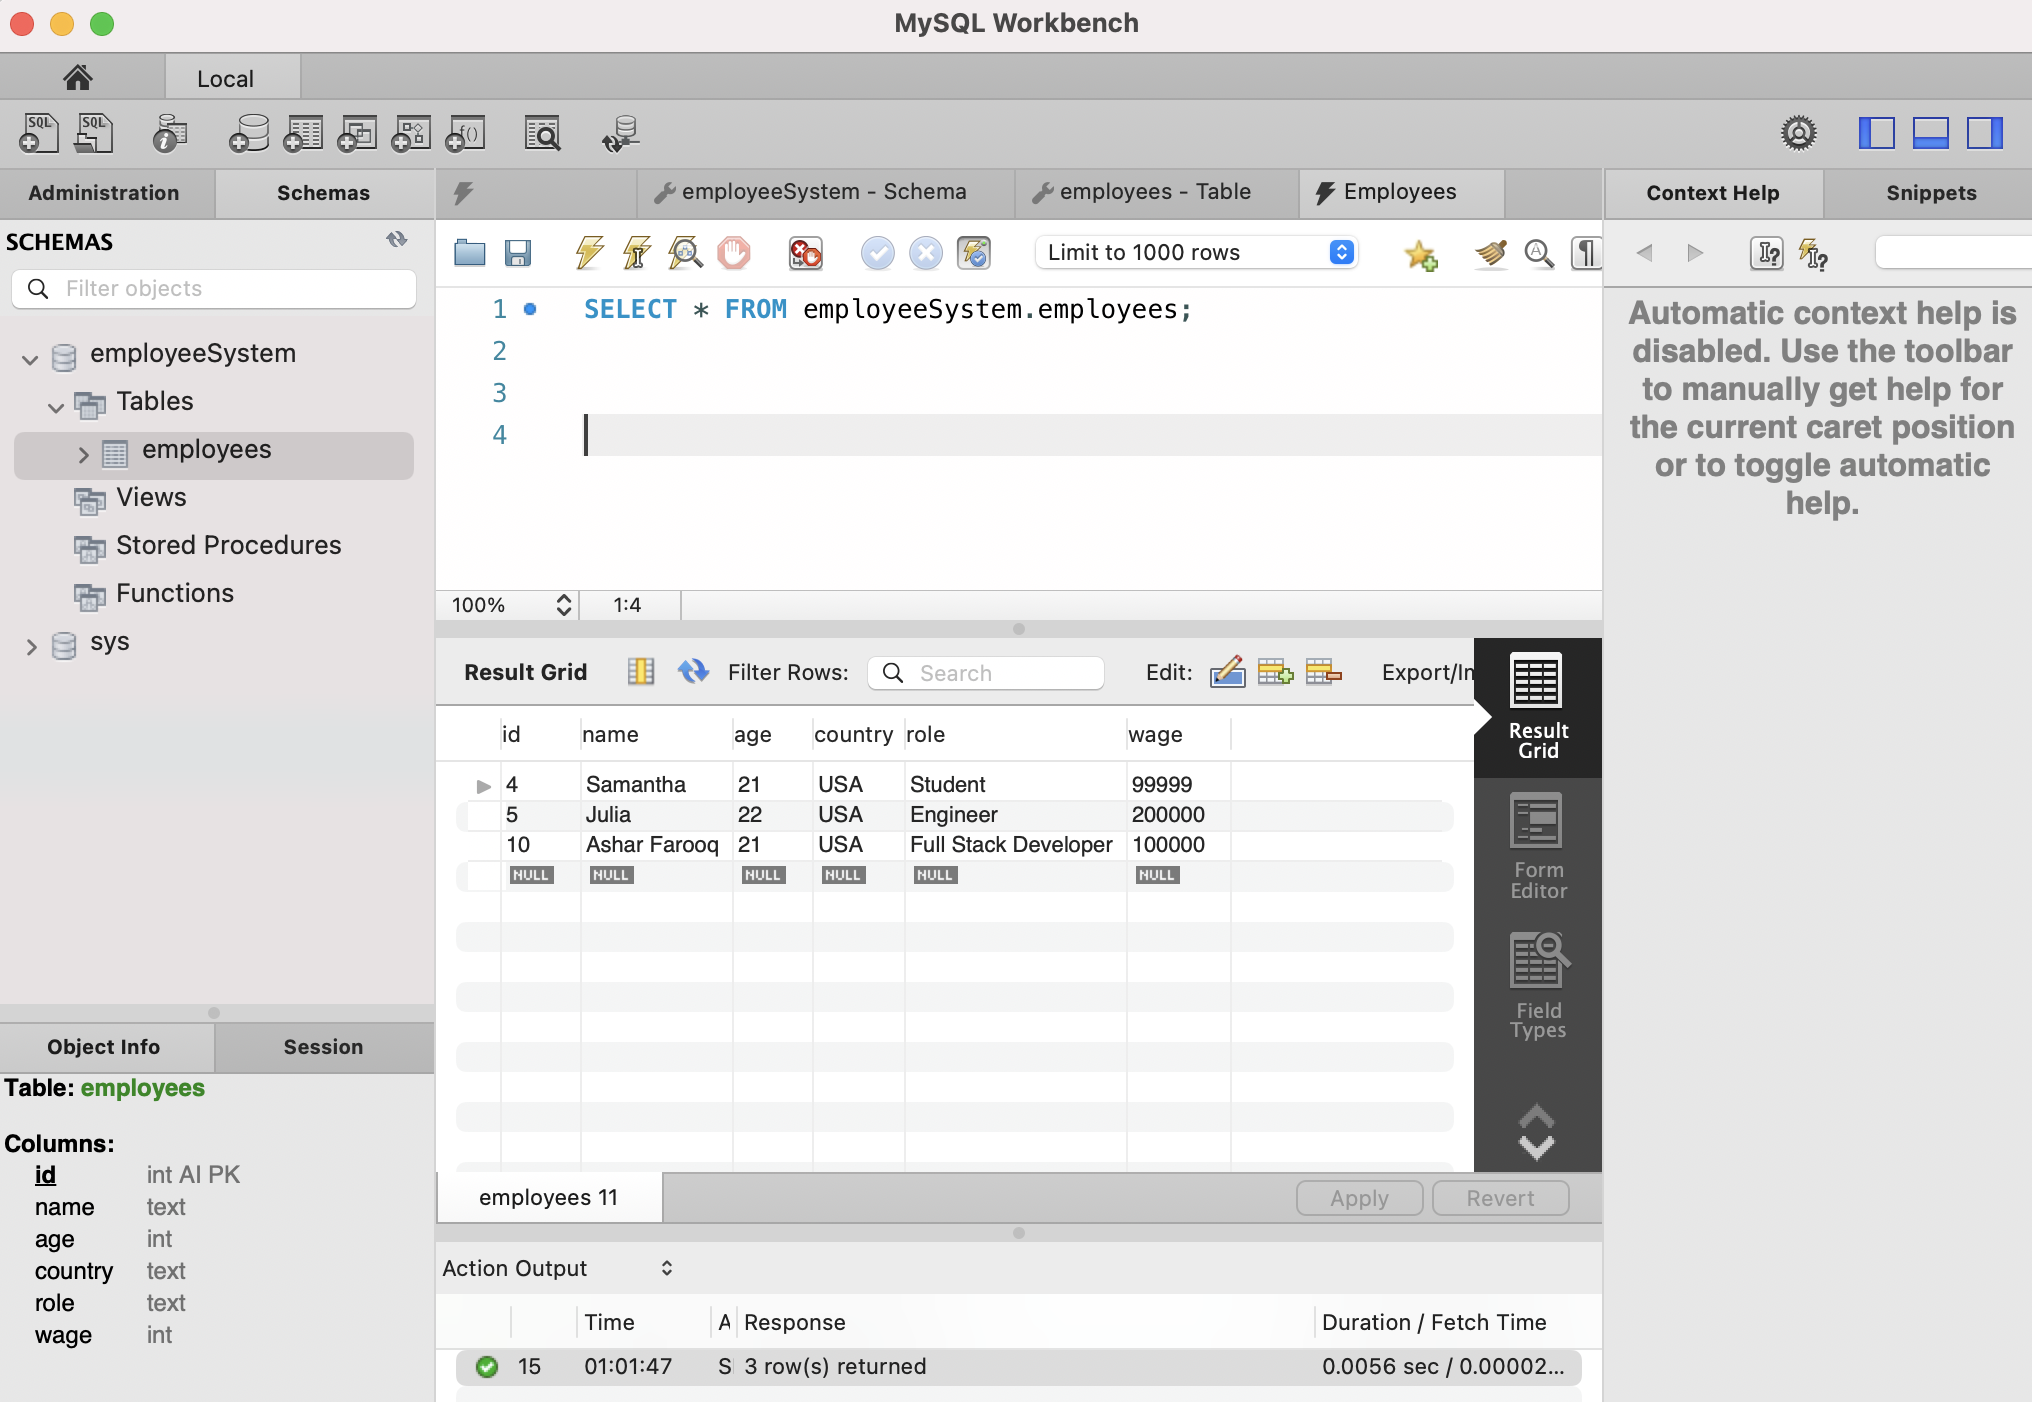 MySQL Workbench
Local
SQL
SQL
Administration
Schemas
employeeSystem - Schema
employees - Table
Employees
Context Help
Snippets
SCHEMAS
Filter objects
employeeSystem
Tables
employees
Views
Stored Procedures
Functions
sys
Limit to 1000 rows
1 SELECT * FROM employeeSystem.employees;
2
3
4
100% 1:4
Automatic context help is
disabled. Use the toolbar
to manually get help for
the current caret position
or to toggle automatic
help.
Result Grid Filter Rows: Search Edit: Export/In
id name age country role wage
4 Samantha 21 USA Student 99999
5 Julia 22 USA Engineer 200000
10 Ashar Farooq 21 USA Full Stack Developer 100000
NULL NULL NULL NULL NULL NULL
Result
Grid
Form
Editor
Field
Types
Object Info
Session
Table: employees
Columns:
id int AI PK
name text
age int
country text
role text
wage int
employees 11
Apply
Revert
Action Output
Time A Response Duration / Fetch Time
15 01:01:47 S 3 row(s) returned 0.0056 sec / 0.00002...